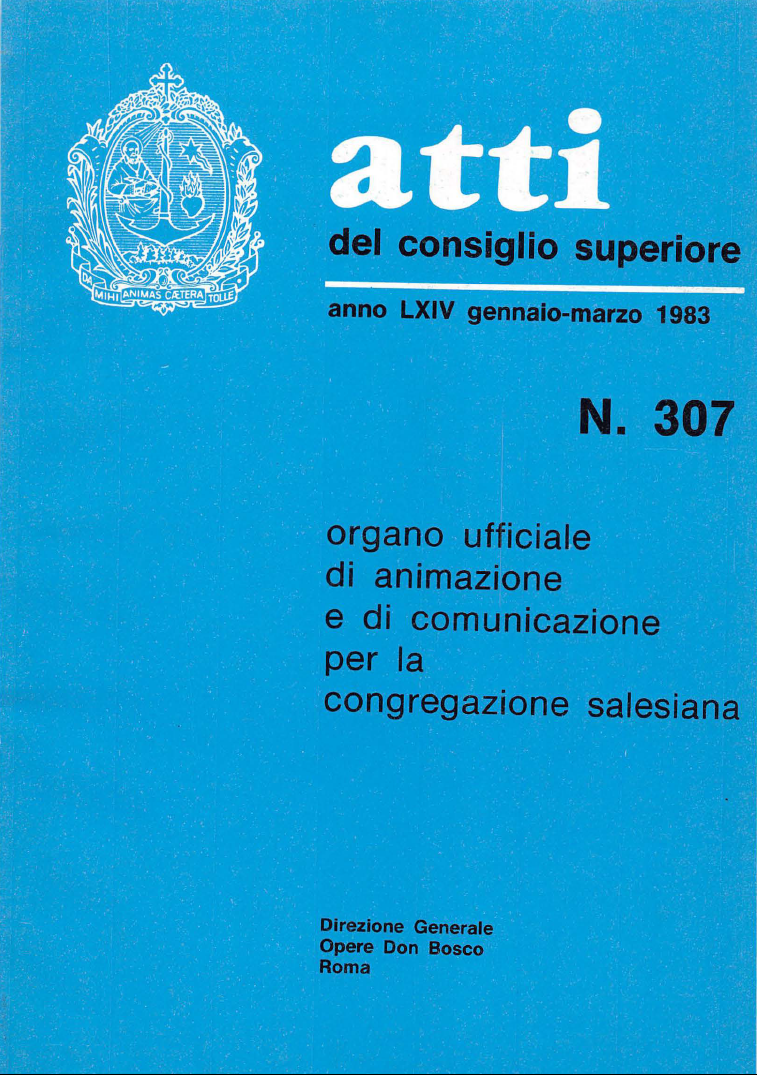 atti
del consiglio superiore
anno LXIV gennaio-marzo 1983
N. 307
DA MIHI ANIMAS CÆTERA TOLLE
organo ufficiale
di animazione
e di comunicazione
per la
congregazione salesiana
Direzione Generale
Opere Don Bosco
Roma